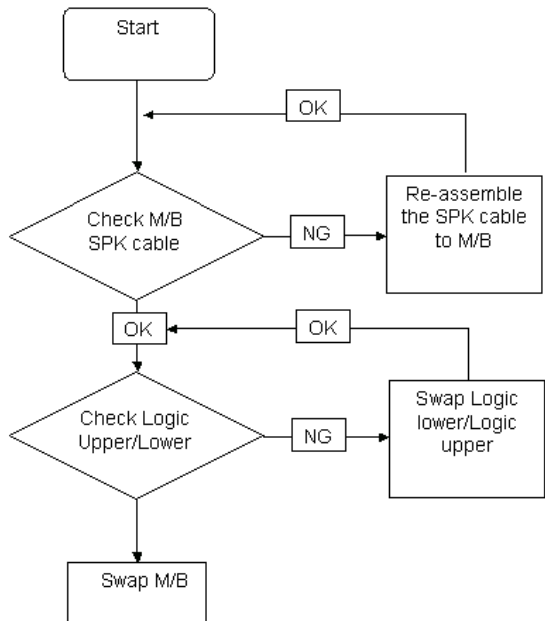 Start
OK
Check M/B
SPK cable
NG
Re-assemble
the SPK cable
to M/B
OK
OK
Check Logic
Upper/Lower
NG
Swap Logic
lower/Logic
upper
Swap M/B